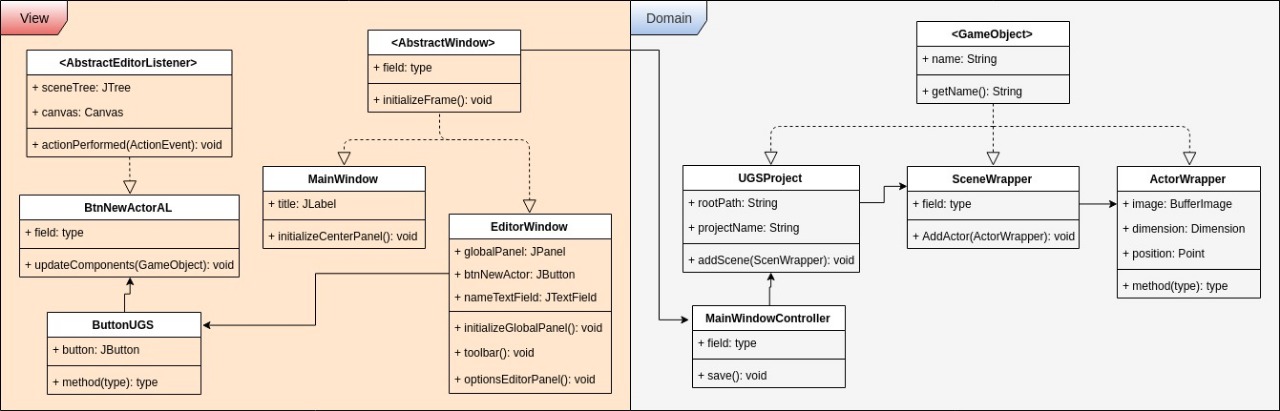 View
<AbstractEditorListener>
+ sceneTree: JTree
+ canvas: Canvas
+ actionPerformed(ActionEvent): void
<AbstractWindow>
+ field: type
+ initializeFrame(): void
BtnNewActorAL
+ field: type
+ updateComponents(GameObject): void
MainWindow
+ title: JLabel
+ initializeCenterPanel(): void
EditorWindow
+ globalPanel: JPanel
+ btnNewActor: JButton
+ nameTextField: JTextField
+ initializeGlobalPanel(): void
+ toolbar(): void
+ optionsEditorPanel(): void
ButtonUGS
+ button: JButton
+ method(type): type
Domain
<GameObject>
+ name: String
+ getName(): String
UGSProject
+ rootPath: String
+ projectName: String
+ addScene(ScenWrapper): void
SceneWrapper
+ field: type
+ AddActor(ActorWrapper): void
ActorWrapper
+ image: BufferImage
+ dimension: Dimension
+ position: Point
+ method(type): type
MainWindowController
+ field: type
+ save(): void